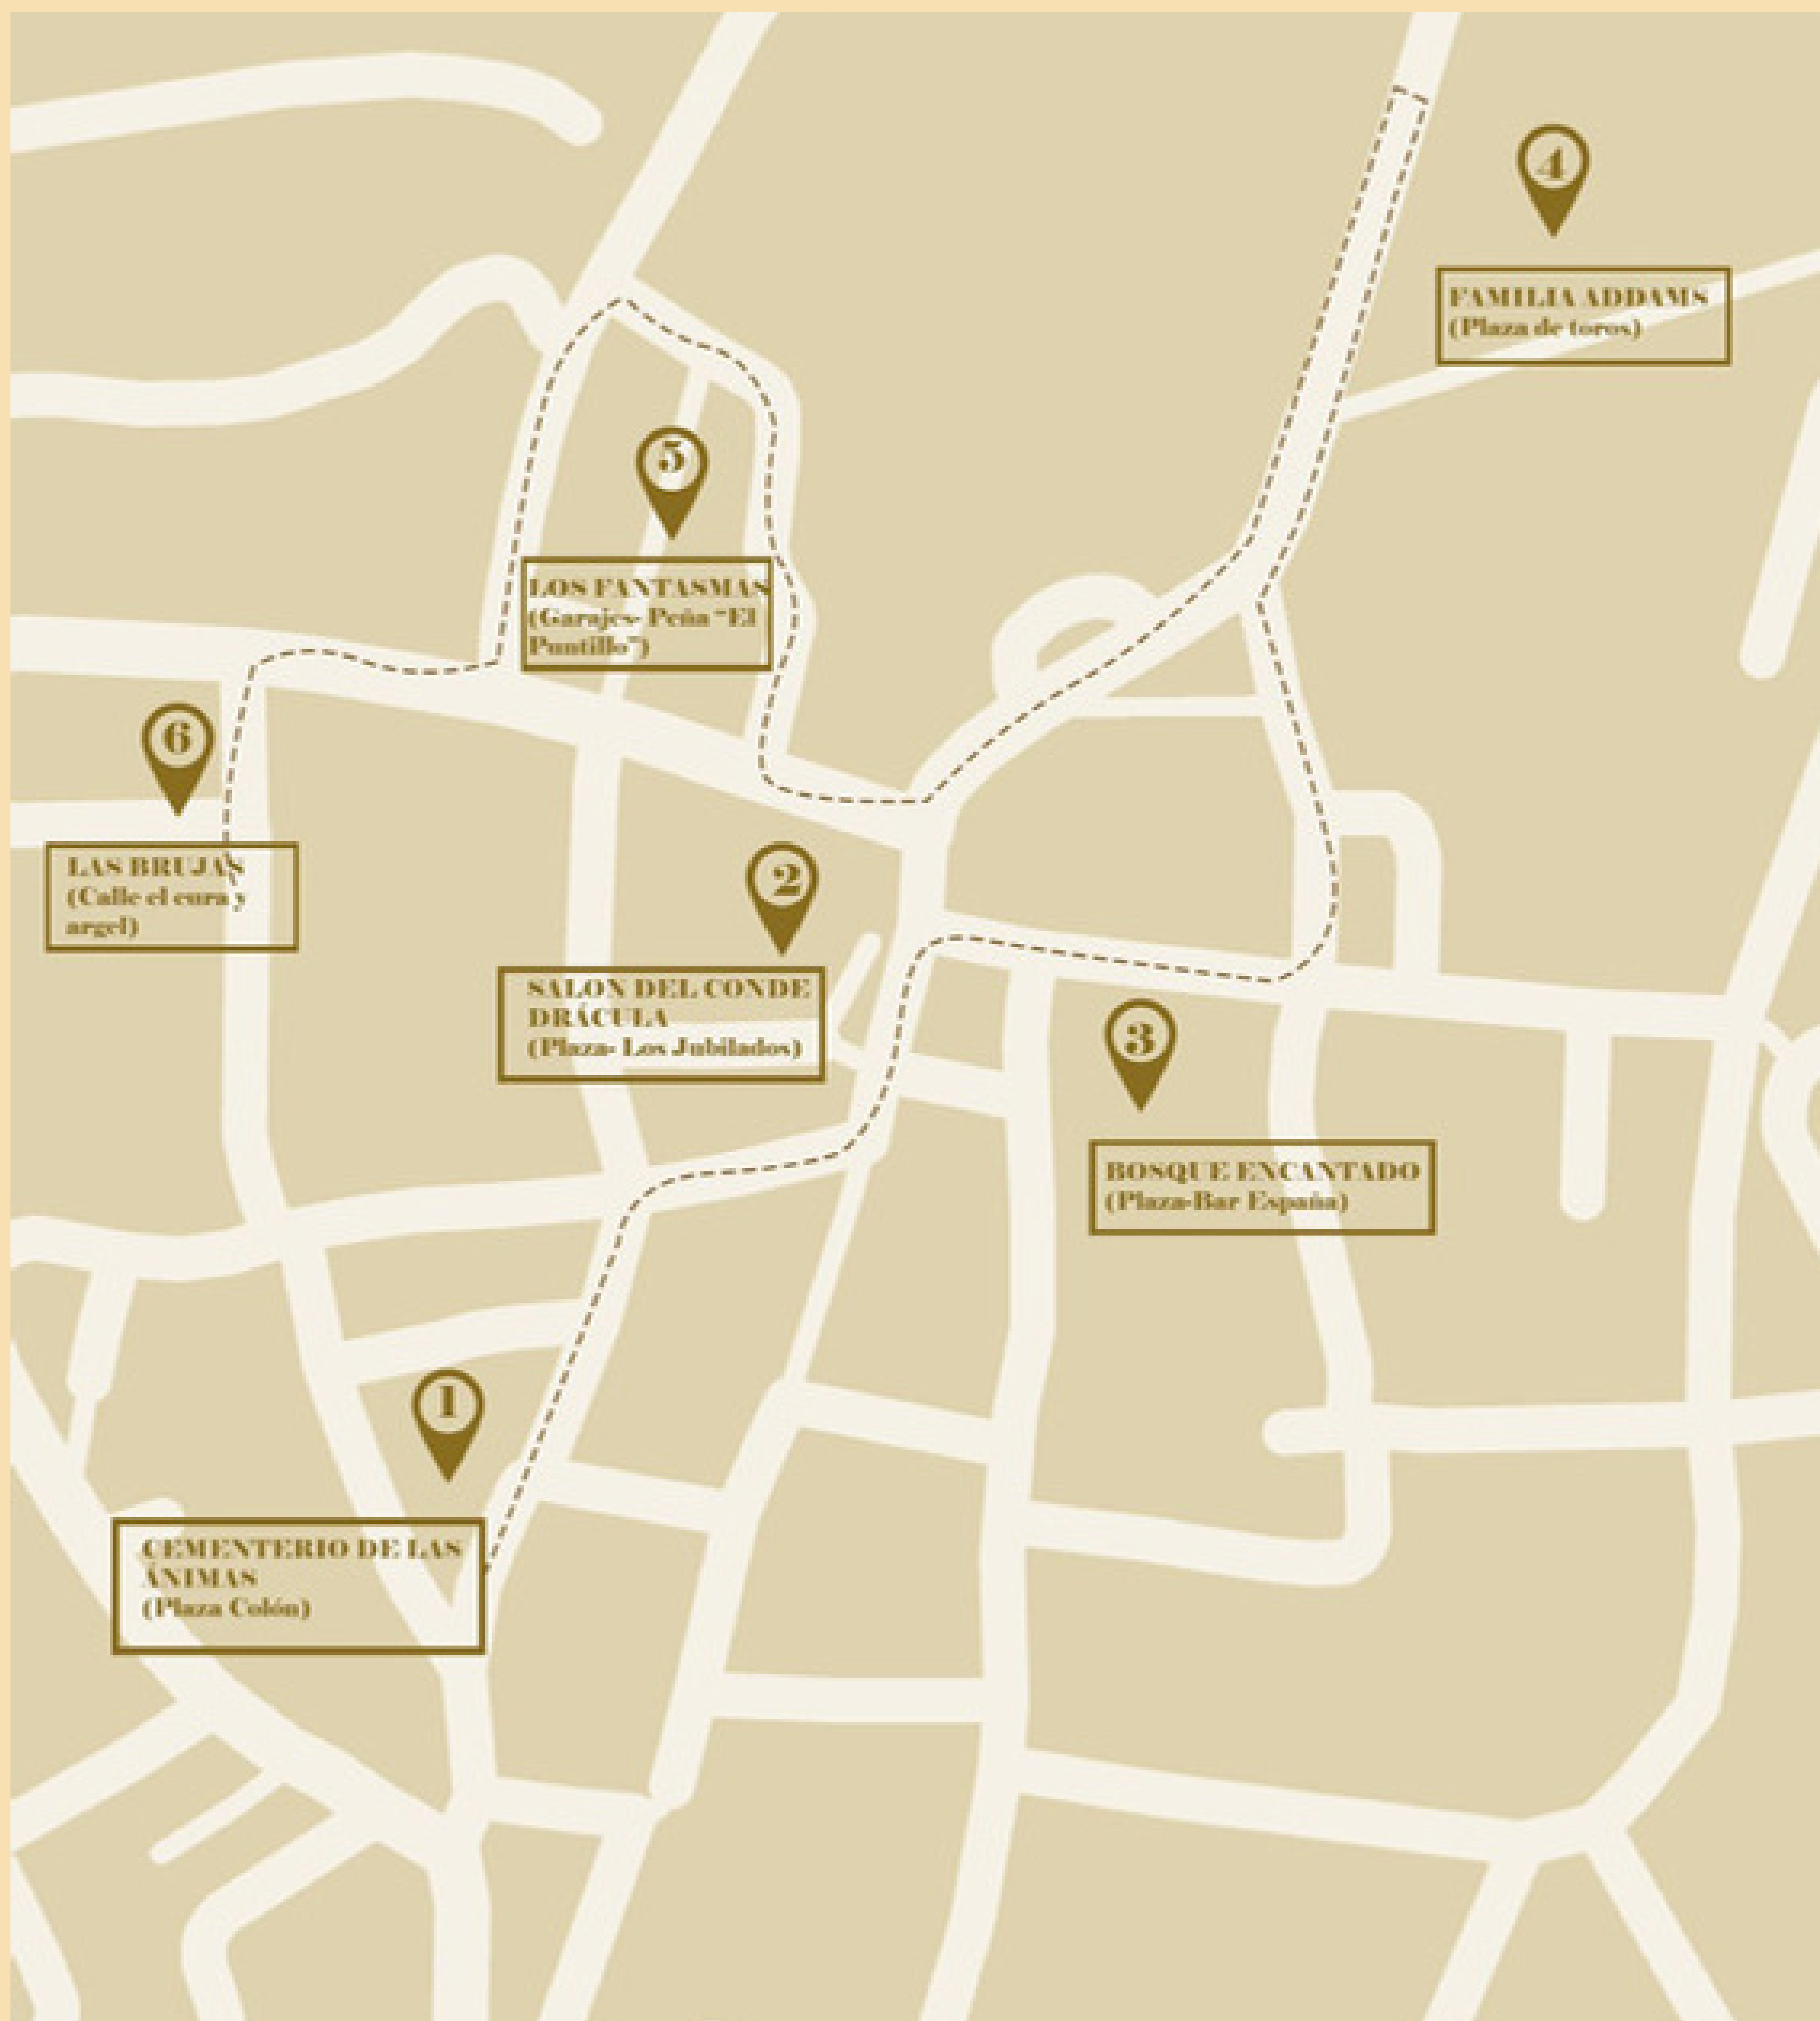 4
FAMILIA ADDAMS
(Plaza de toros)
5
LOS FANTASMAS
(Garajes- Peña "El
Puntillo")
6
LAS BRUJAS
(Calle el cura y
argel)
2
SALON DEL CONDE
DRÁCULA
(Plaza- Los Jubilados)
3
BOSQUE ENCANTADO
(Plaza-Bar España)
1
CEMENTERIO DE LAS
ÁNIMAS
(Plaza Colón)